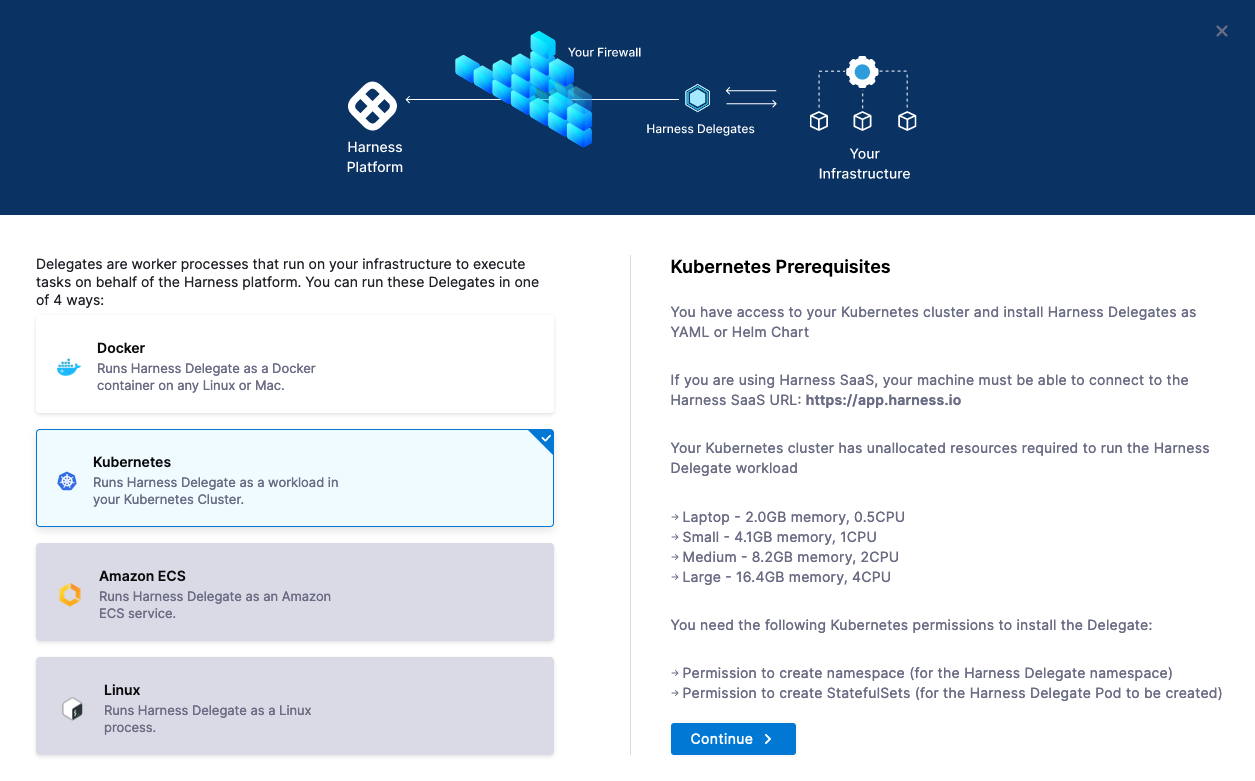 Your Firewall
Harness Delegates
Harness
Platform
Your
Infrastructure
Delegates are worker processes that run on your infrastructure to execute
tasks on behalf of the Harness platform. You can run these Delegates in one
of 4 ways:
Docker
Runs Harness Delegate as a Docker
container on any Linux or Mac.
Kubernetes
Runs Harness Delegate as a workload in
your Kubernetes Cluster.
Amazon ECS
Runs Harness Delegate as an Amazon
ECS service.
Linux
Runs Harness Delegate as a Linux
process.
Kubernetes Prerequisites
You have access to your Kubernetes cluster and install Harness Delegates as
YAML or Helm Chart
If you are using Harness SaaS, your machine must be able to connect to the
Harness SaaS URL: https://app.harness.io
Your Kubernetes cluster has unallocated resources required to run the Harness
Delegate workload
→ Laptop - 2.0GB memory, 0.5CPU
→ Small - 4.1GB memory, 1CPU
→ Medium - 8.2GB memory, 2CPU
→ Large - 16.4GB memory, 4CPU
You need the following Kubernetes permissions to install the Delegate:
→ Permission to create namespace (for the Harness Delegate namespace)
→ Permission to create StatefulSets (for the Harness Delegate Pod to be created)
Continue